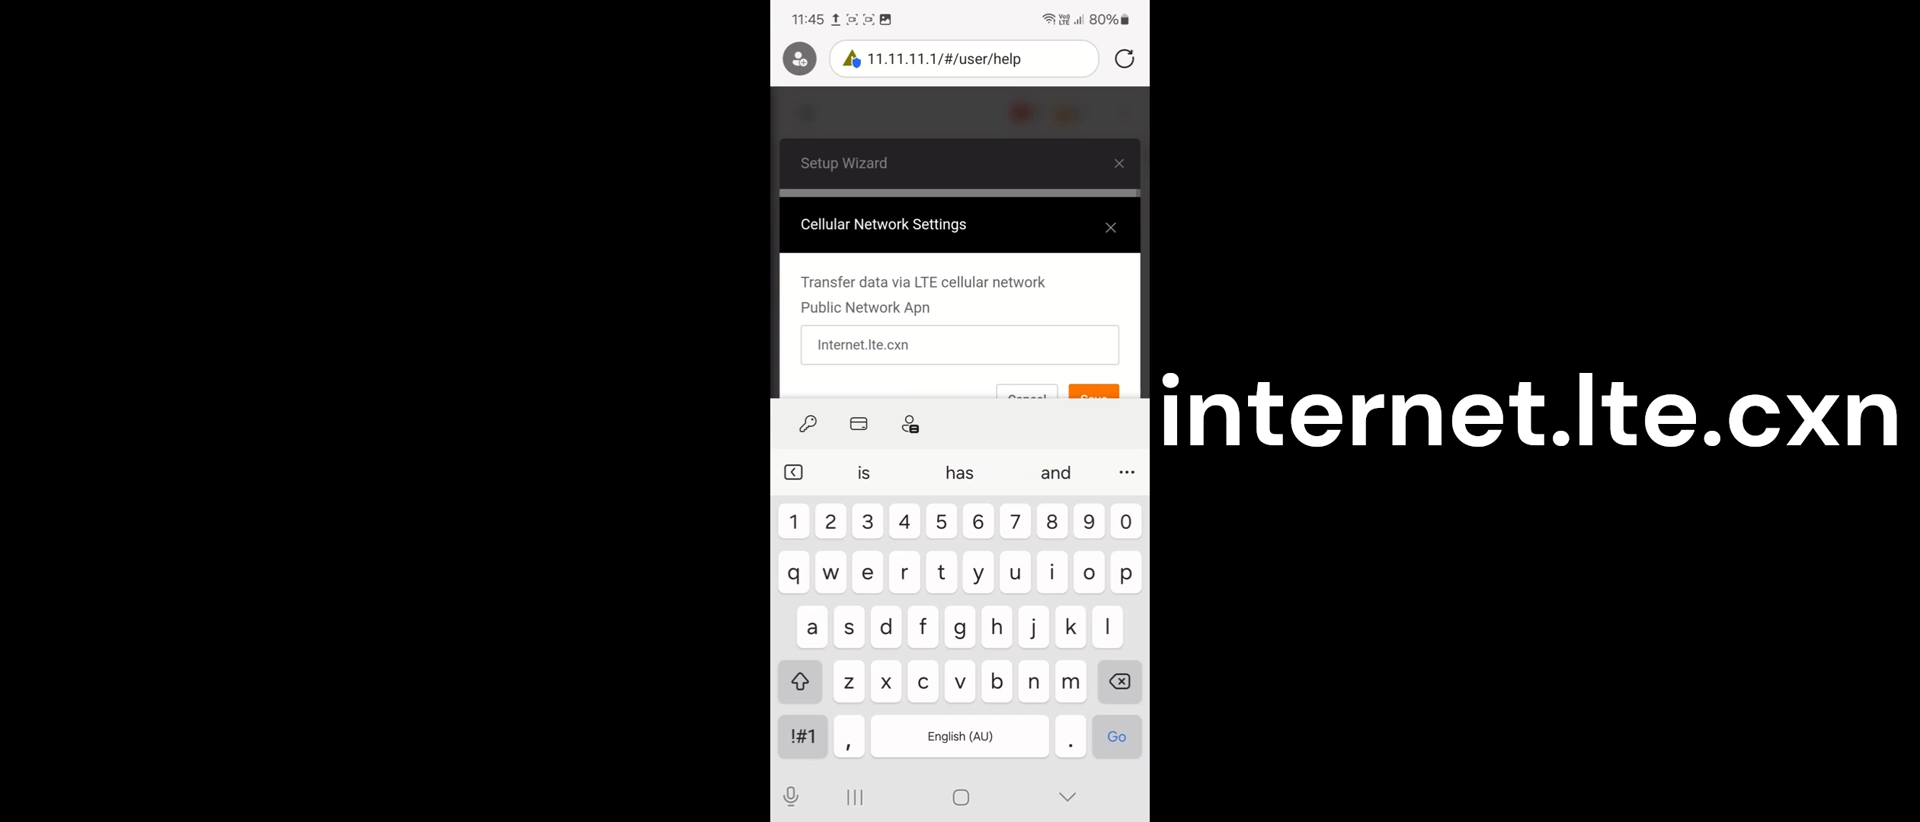 11:45
80%
11.11.11.1/#/user/help
Setup Wizard
Cellular Network Settings
Transfer data via LTE cellular network
Public Network Apn
Internet.lte.cxn
Cancel Save
internet.lte.cxn
is has and
1 2 3 4 5 6 7 8 9 0
q w e r t y u i o p
a s d f g h j k l
z x c v b n m
!#1 , English (AU) . Go